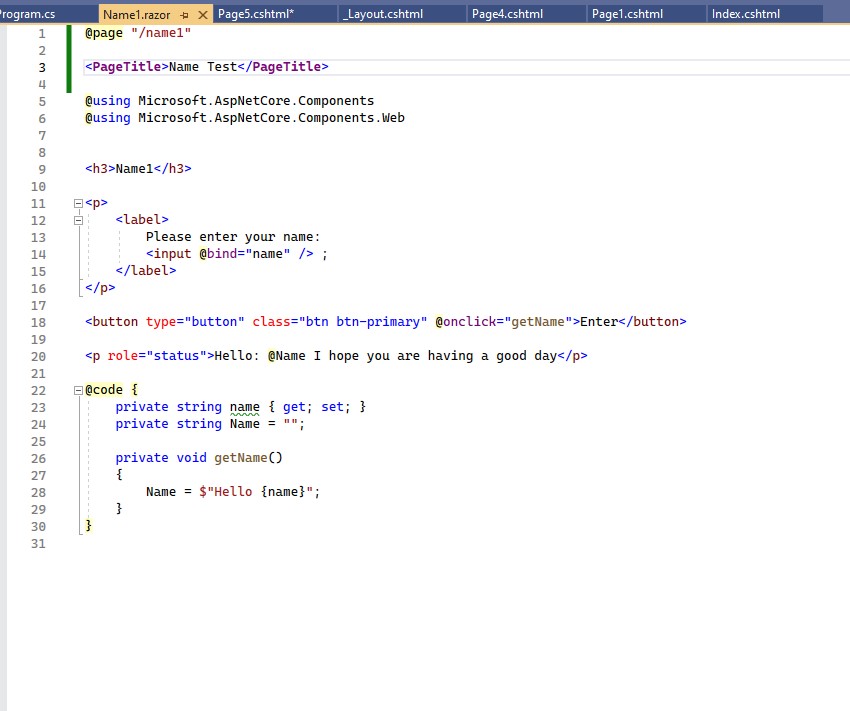 rogram.cs Name1.razor Page5.cshtml* _Layout.cshtml Page4.cshtml Page1.cshtml Index.cshtml
1 @page "/name1"
2
3 <PageTitle>Name Test</PageTitle>
4
5 @using Microsoft.AspNetCore.Components
6 @using Microsoft.AspNetCore.Components.Web
7
8
9 <h3>Name1</h3>
10
11 <p>
12 <label>
13 Please enter your name:
14 <input @bind="name" /> ;
15 </label>
16 </p>
17
18 <button type="button" class="btn btn-primary" @onclick="getName">Enter</button>
19
20 <p role="status">Hello: @Name I hope you are having a good day</p>
21
22 @code {
23 private string name { get; set; }
24 private string Name = "";
25
26 private void getName()
27 {
28 Name = $"Hello {name}";
29 }
30 }
31